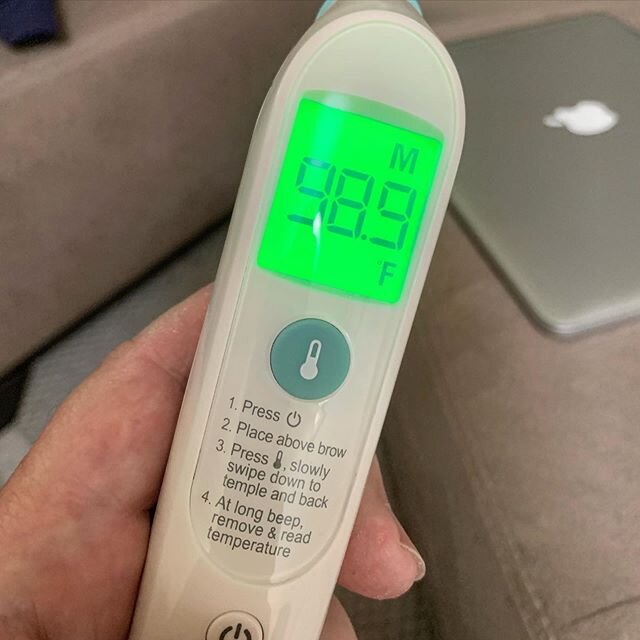 M
98.9
°F
1. Press
2. Place above brow
3. Press , slowly
swipe down to
temple and back
4. At long beep,
remove & read
temperature